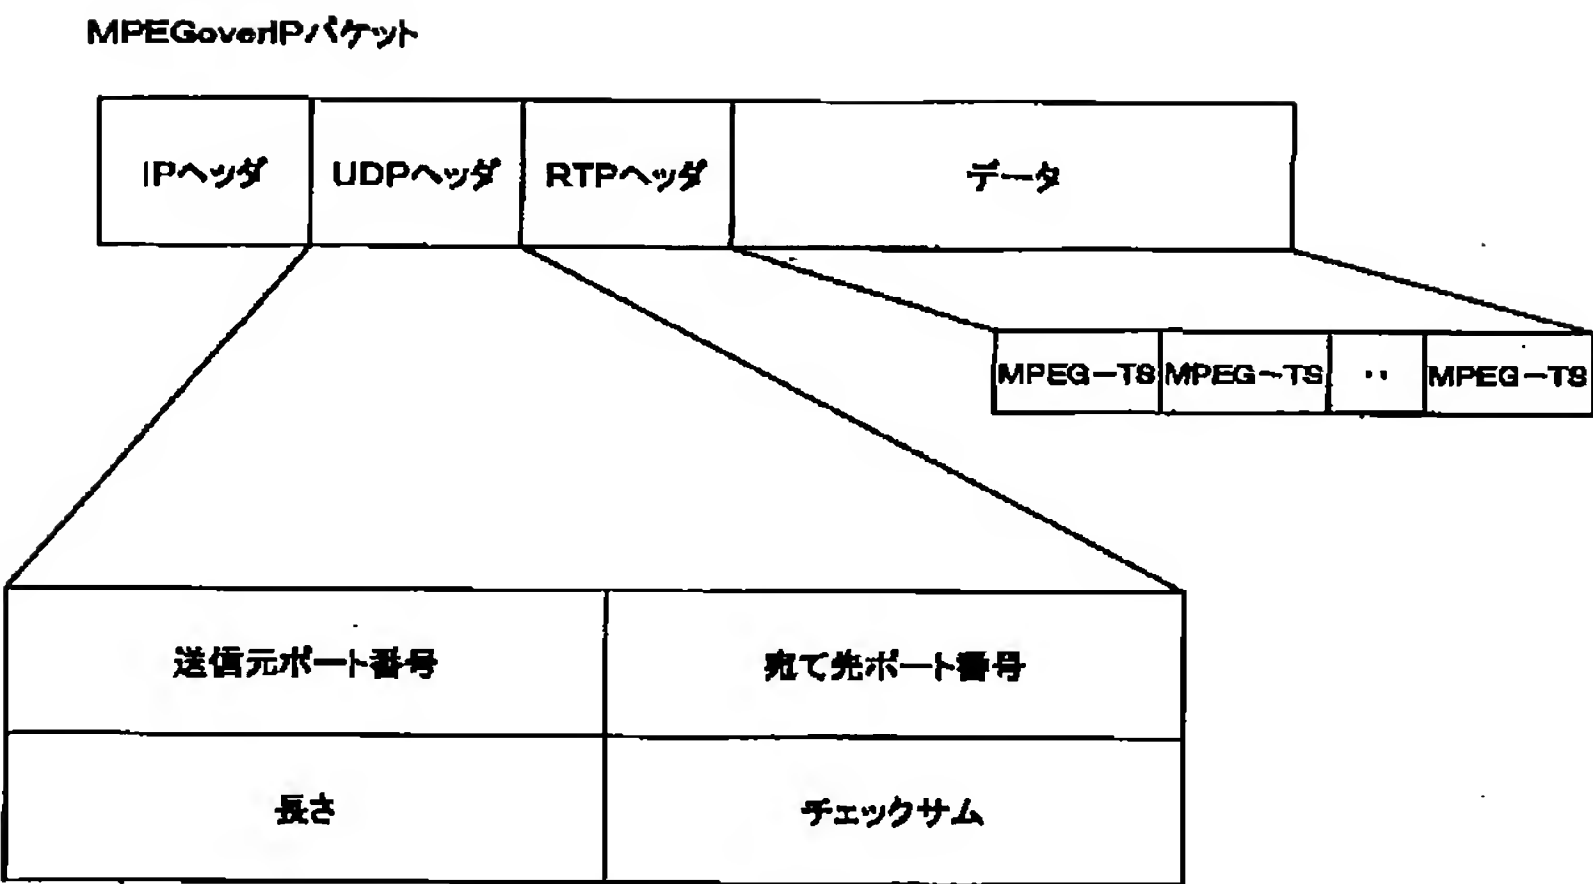 MPEGoverIPパケット
IPヘッダ UDPヘッダ RTPヘッダ データ
MPEG－TS MPEG－TS ‥ MPEG－TS
送信元ポート番号 宛て先ポート番号
長さ チェックサム